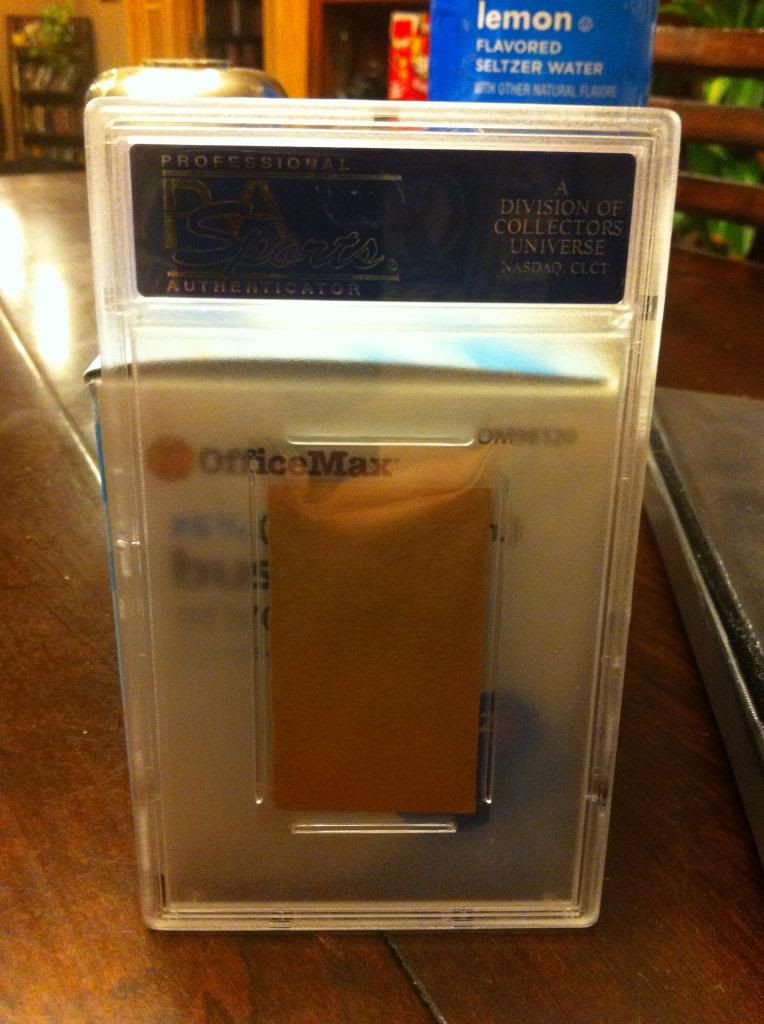 lemon
FLAVORED
SELTZER WATER
WITH OTHER NATURAL FLAVORS
PROFESSIONAL
PSA
Sports
AUTHENTICATOR
A
DIVISION OF
COLLECTORS
UNIVERSE
NASDAQ: CLCT
OfficeMax
OM96120